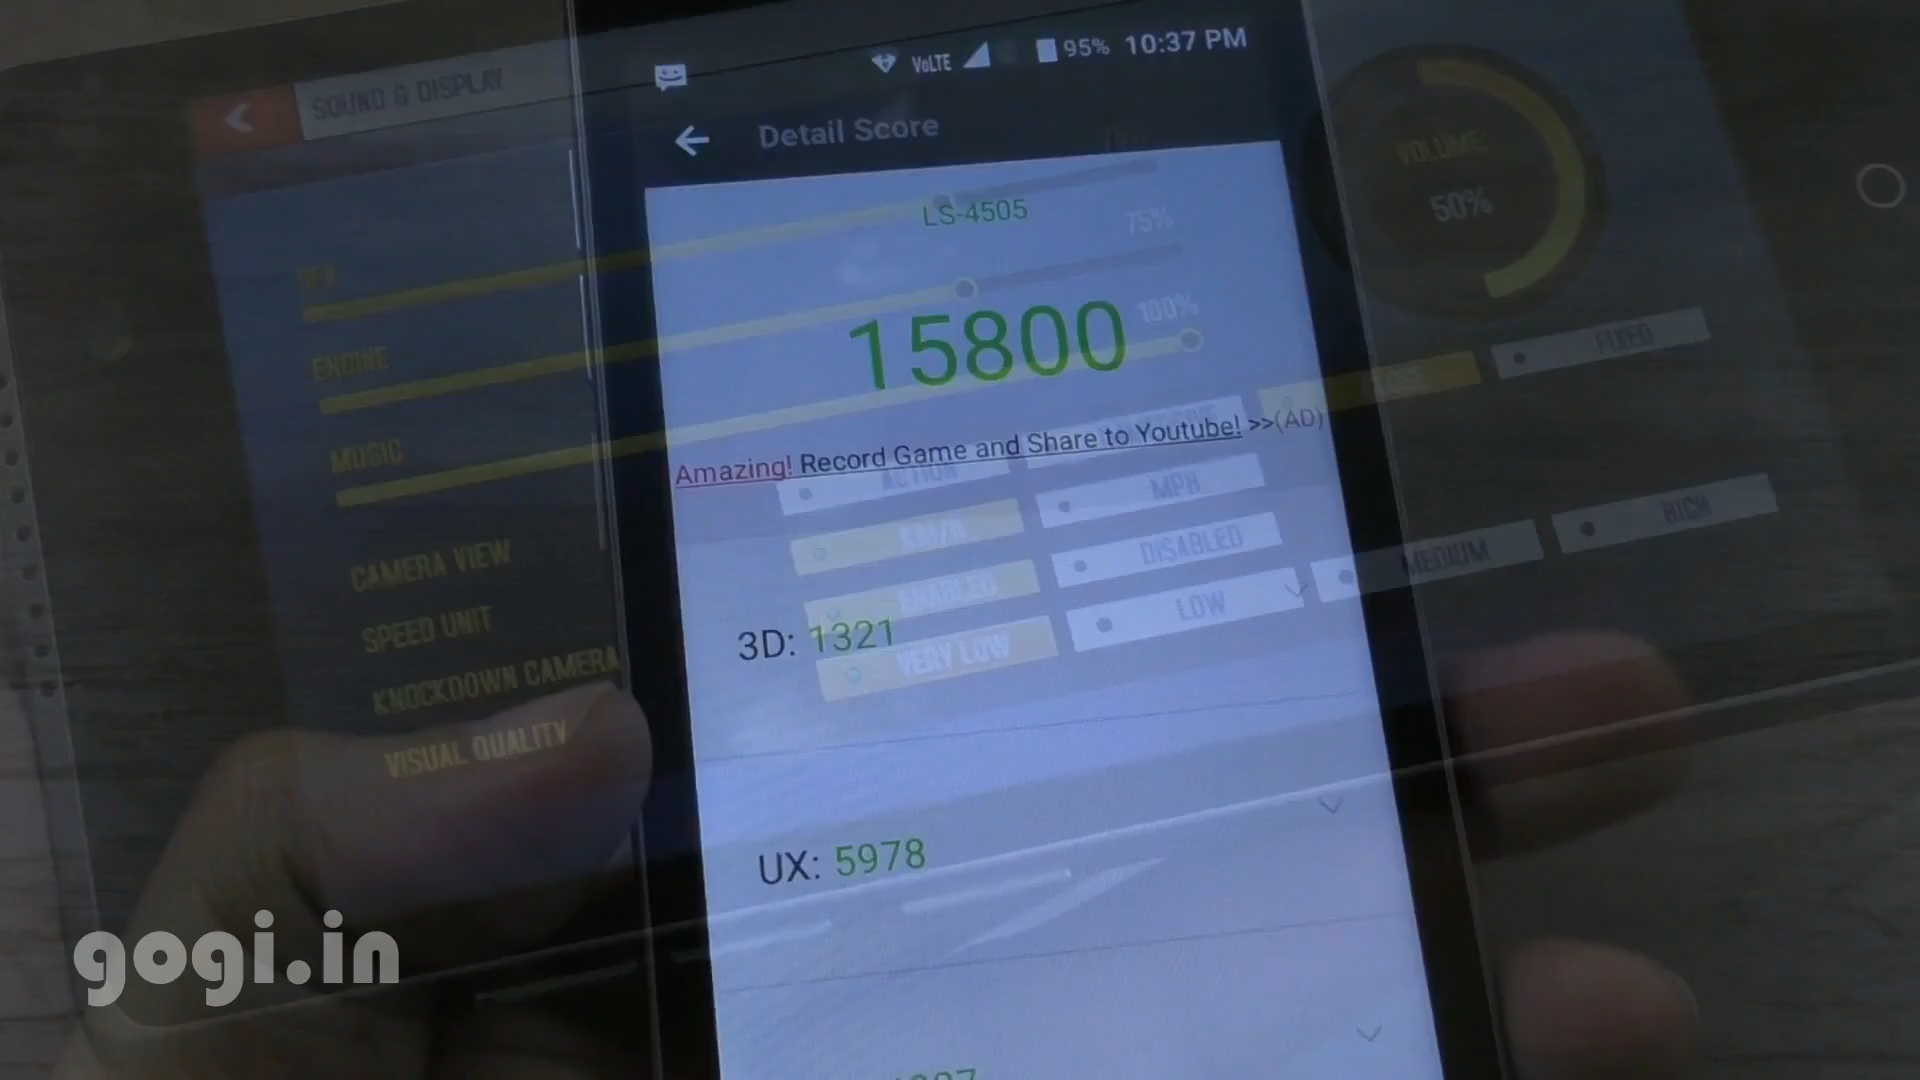 95% 10:37 PM
VoLTE
SOUND & DISPLAY
Detail Score
VOLUME
50%
LS-4505
75%
ENGINE
15800
100%
MUSIC
FIXED
Amazing! Record Game and Share to Youtube! >>(AD)
ACTION
CAMERA VIEW
KM/H
MPH
HIGH
SPEED UNIT
ENABLED
DISABLED
MEDIUM
KNOCKDOWN CAMERA
3D: 1321
VERY LOW
LOW
VISUAL QUALITY
UX: 5978
gogi.in